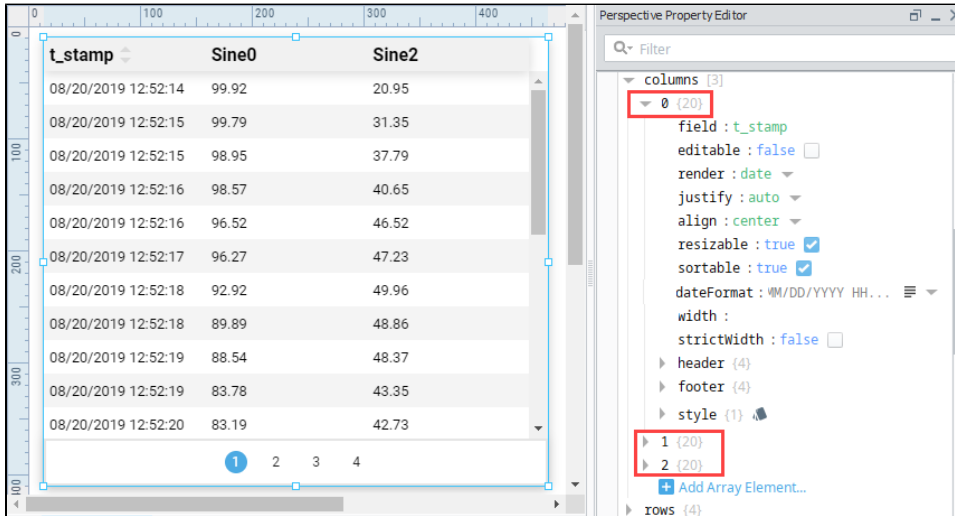 0 100 200 300 400
Perspective Property Editor
Filter
t_stamp Sine0 Sine2
08/20/2019 12:52:14 99.92 20.95
08/20/2019 12:52:15 99.79 31.35
08/20/2019 12:52:15 98.95 37.79
08/20/2019 12:52:16 98.57 40.65
08/20/2019 12:52:16 96.52 46.52
08/20/2019 12:52:17 96.27 47.23
08/20/2019 12:52:18 92.92 49.96
08/20/2019 12:52:18 89.89 48.86
08/20/2019 12:52:19 88.54 48.37
08/20/2019 12:52:19 83.78 43.35
08/20/2019 12:52:20 83.19 42.73
1 2 3 4
0
100
200
300
400
columns [3]
0 {20}
field : t_stamp
editable : false
render : date
justify : auto
align : center
resizable : true
sortable : true
dateFormat : MM/DD/YYYY HH...
width :
strictWidth : false
header {4}
footer {4}
style {1}
1 {20}
2 {20}
Add Array Element...
rows {4}